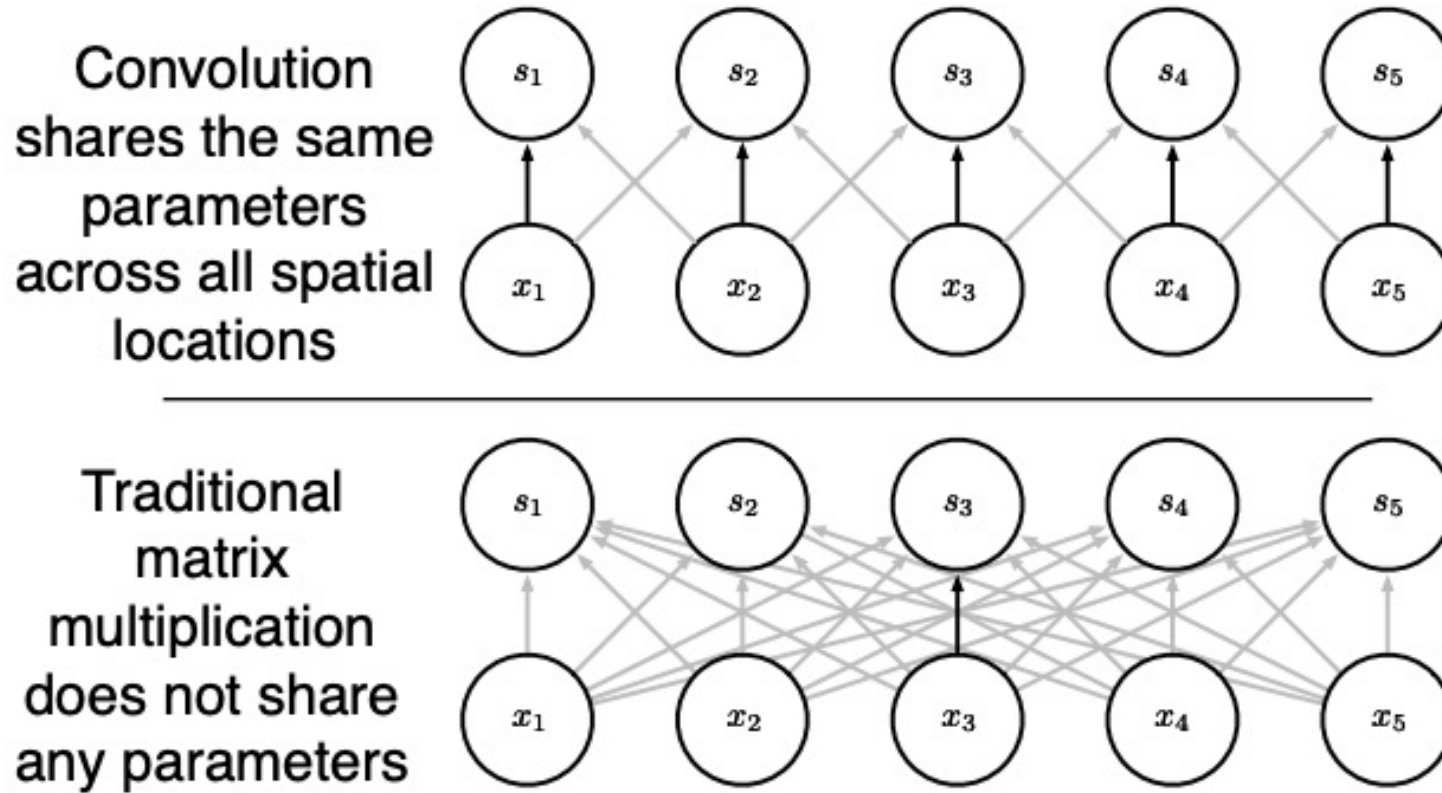 Convolution
shares the same
parameters
across all spatial
locations
s₁ s₂ s₃ s₄ s₅
x₁ x₂ x₃ x₄ x₅
Traditional
matrix
multiplication
does not share
any parameters
s₁ s₂ s₃ s₄ s₅
x₁ x₂ x₃ x₄ x₅